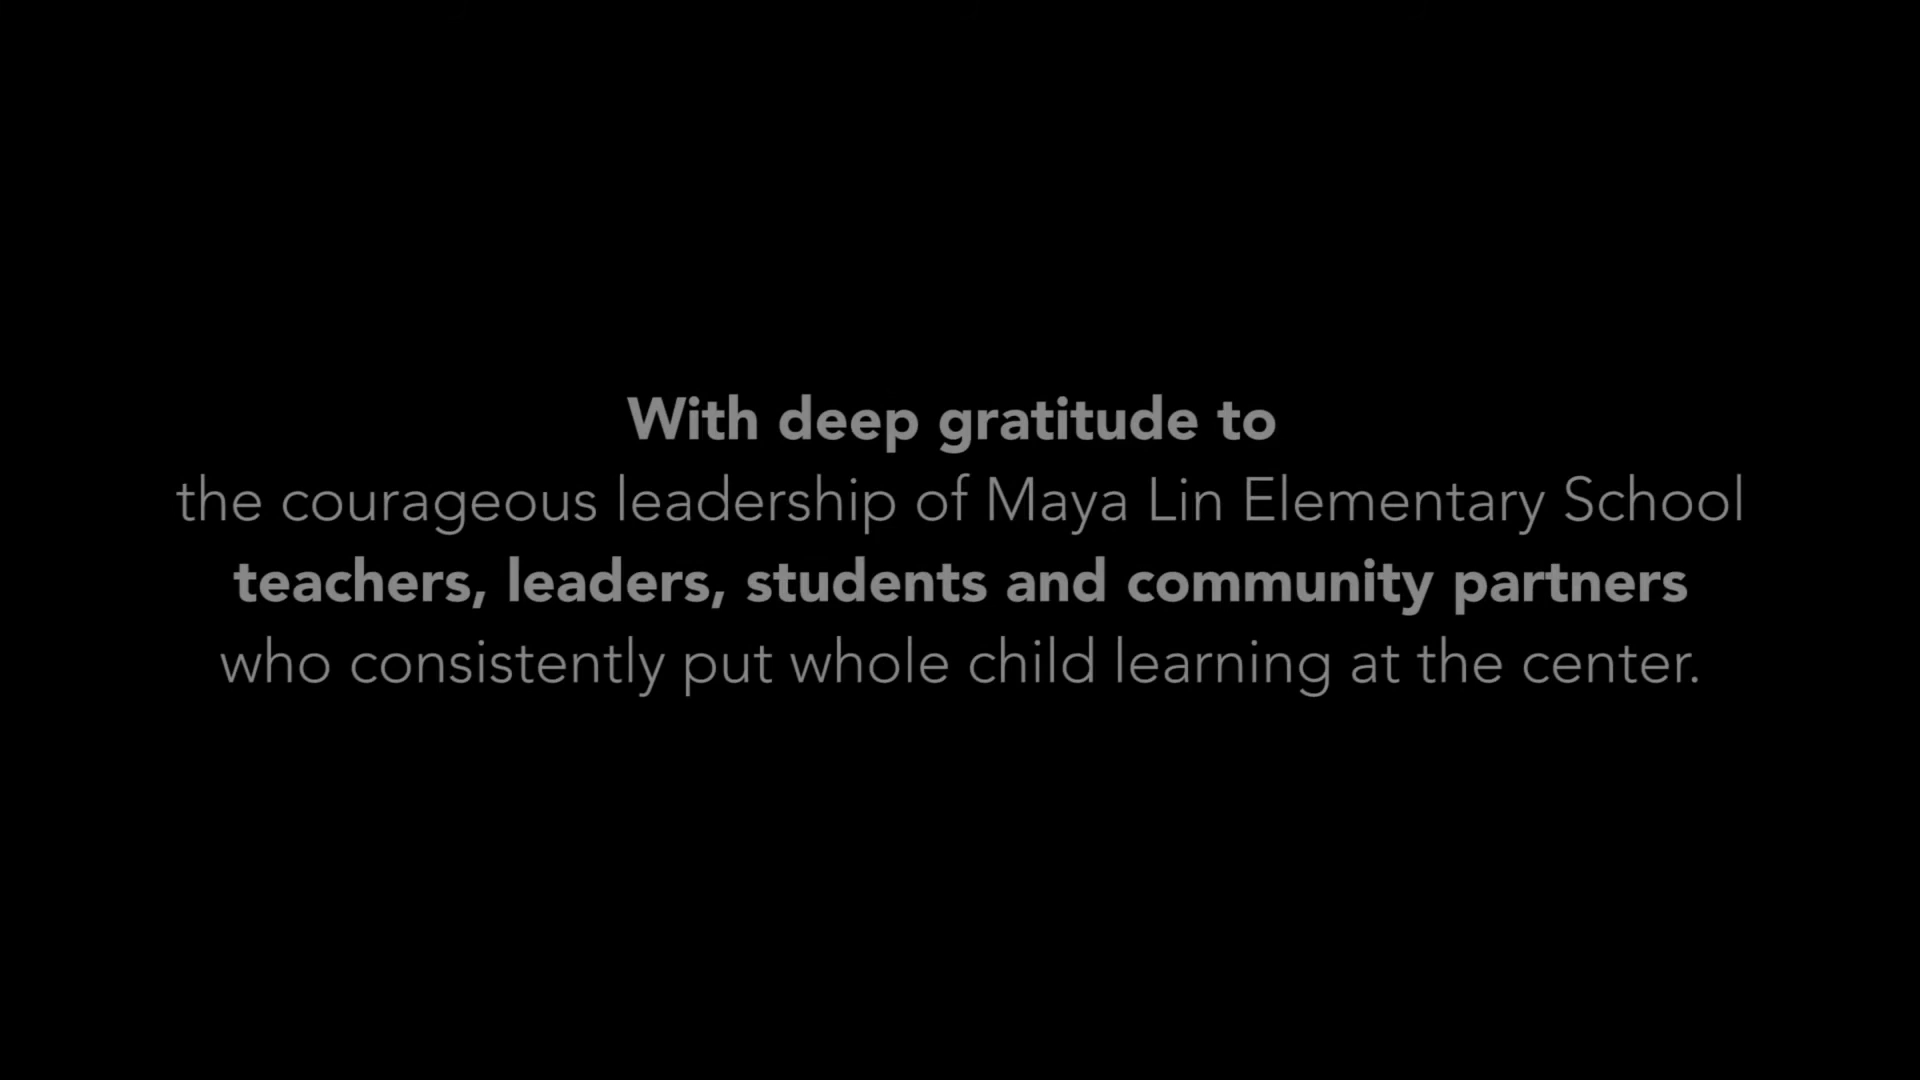 With deep gratitude to
the courageous leadership of Maya Lin Elementary School
teachers, leaders, students and community partners
who consistently put whole child learning at the center.